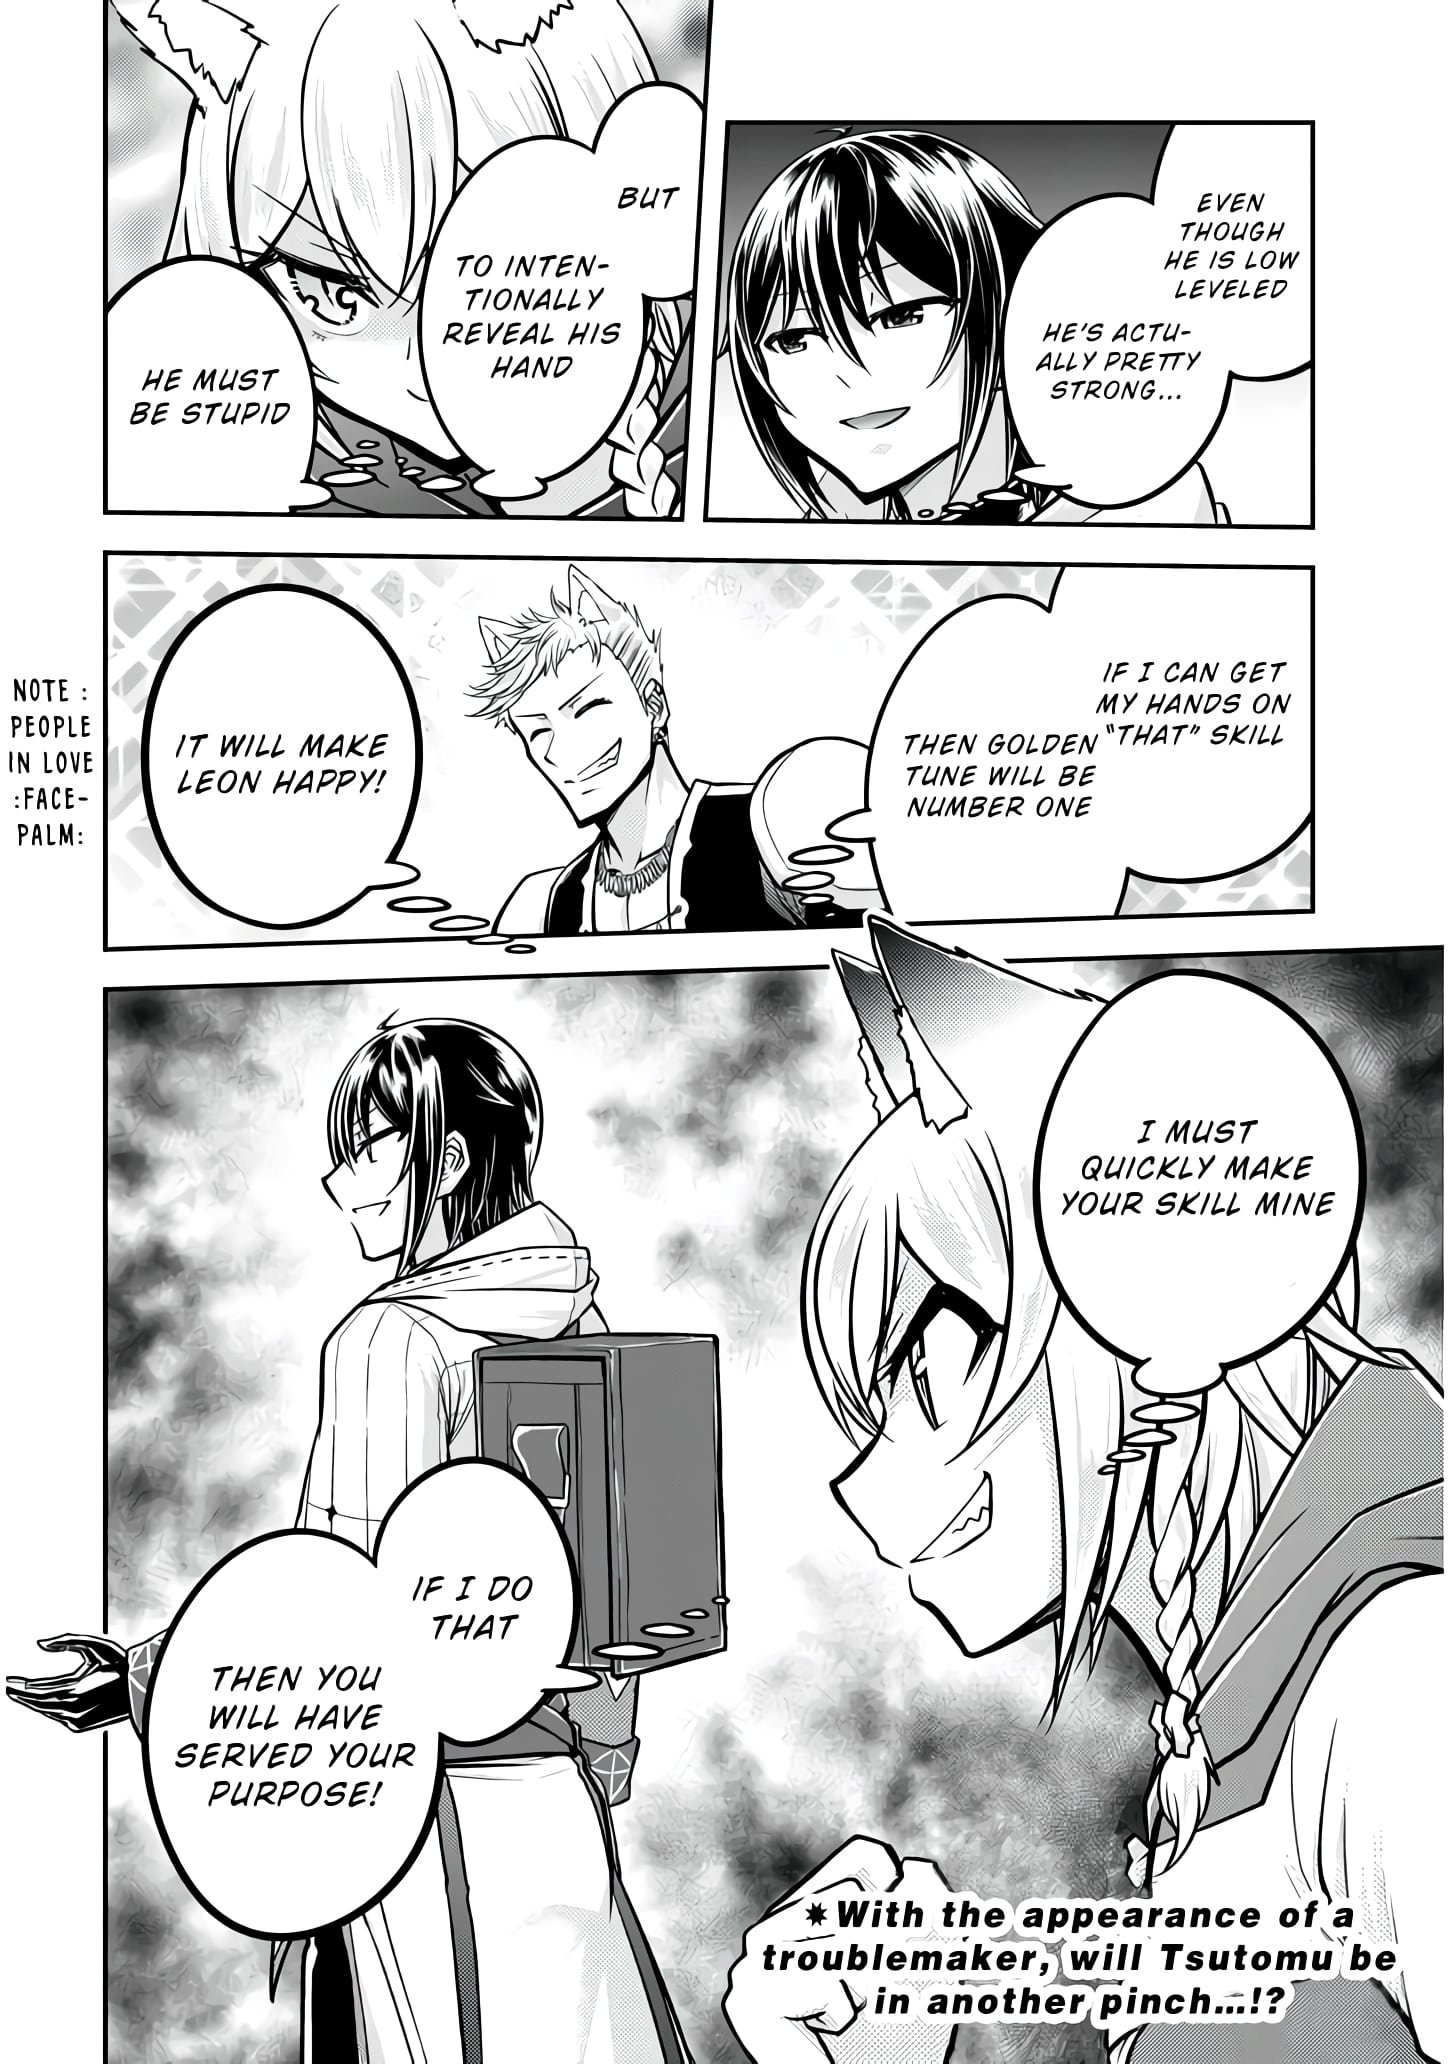 EVEN
THOUGH
HE IS LOW
LEVELED
HE'S ACTU-
ALLY PRETTY
STRONG...
BUT
TO INTEN-
TIONALLY
REVEAL HIS
HAND
HE MUST
BE STUPID
IF I CAN GET
MY HANDS ON
"THAT" SKILL
THEN GOLDEN
TUNE WILL BE
NUMBER ONE
IT WILL MAKE
LEON HAPPY!
NOTE :
PEOPLE
IN LOVE
:FACE-
PALM:
I MUST
QUICKLY MAKE
YOUR SKILL MINE
IF I DO
THAT
THEN YOU
WILL HAVE
SERVED YOUR
PURPOSE!
✷With the appearance of a
troublemaker, will Tsutomu be
in another pinch...!?